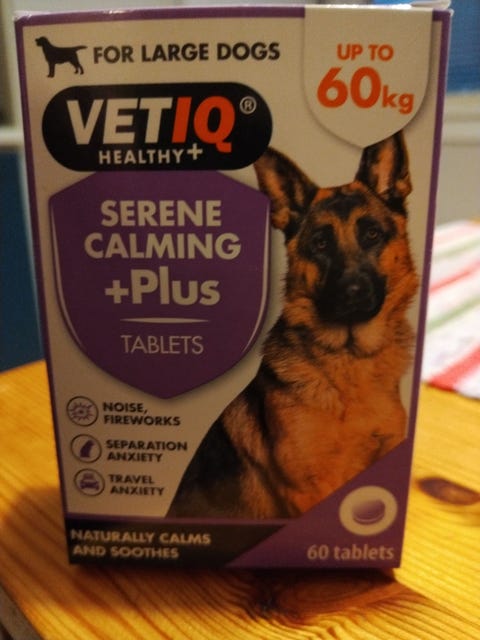 FOR LARGE DOGS
UP TO
60kg
VETIQ®
HEALTHY+
SERENE
CALMING
+Plus
TABLETS
NOISE,
FIREWORKS
SEPARATION
ANXIETY
TRAVEL
ANXIETY
NATURALLY CALMS
AND SOOTHES
60 tablets